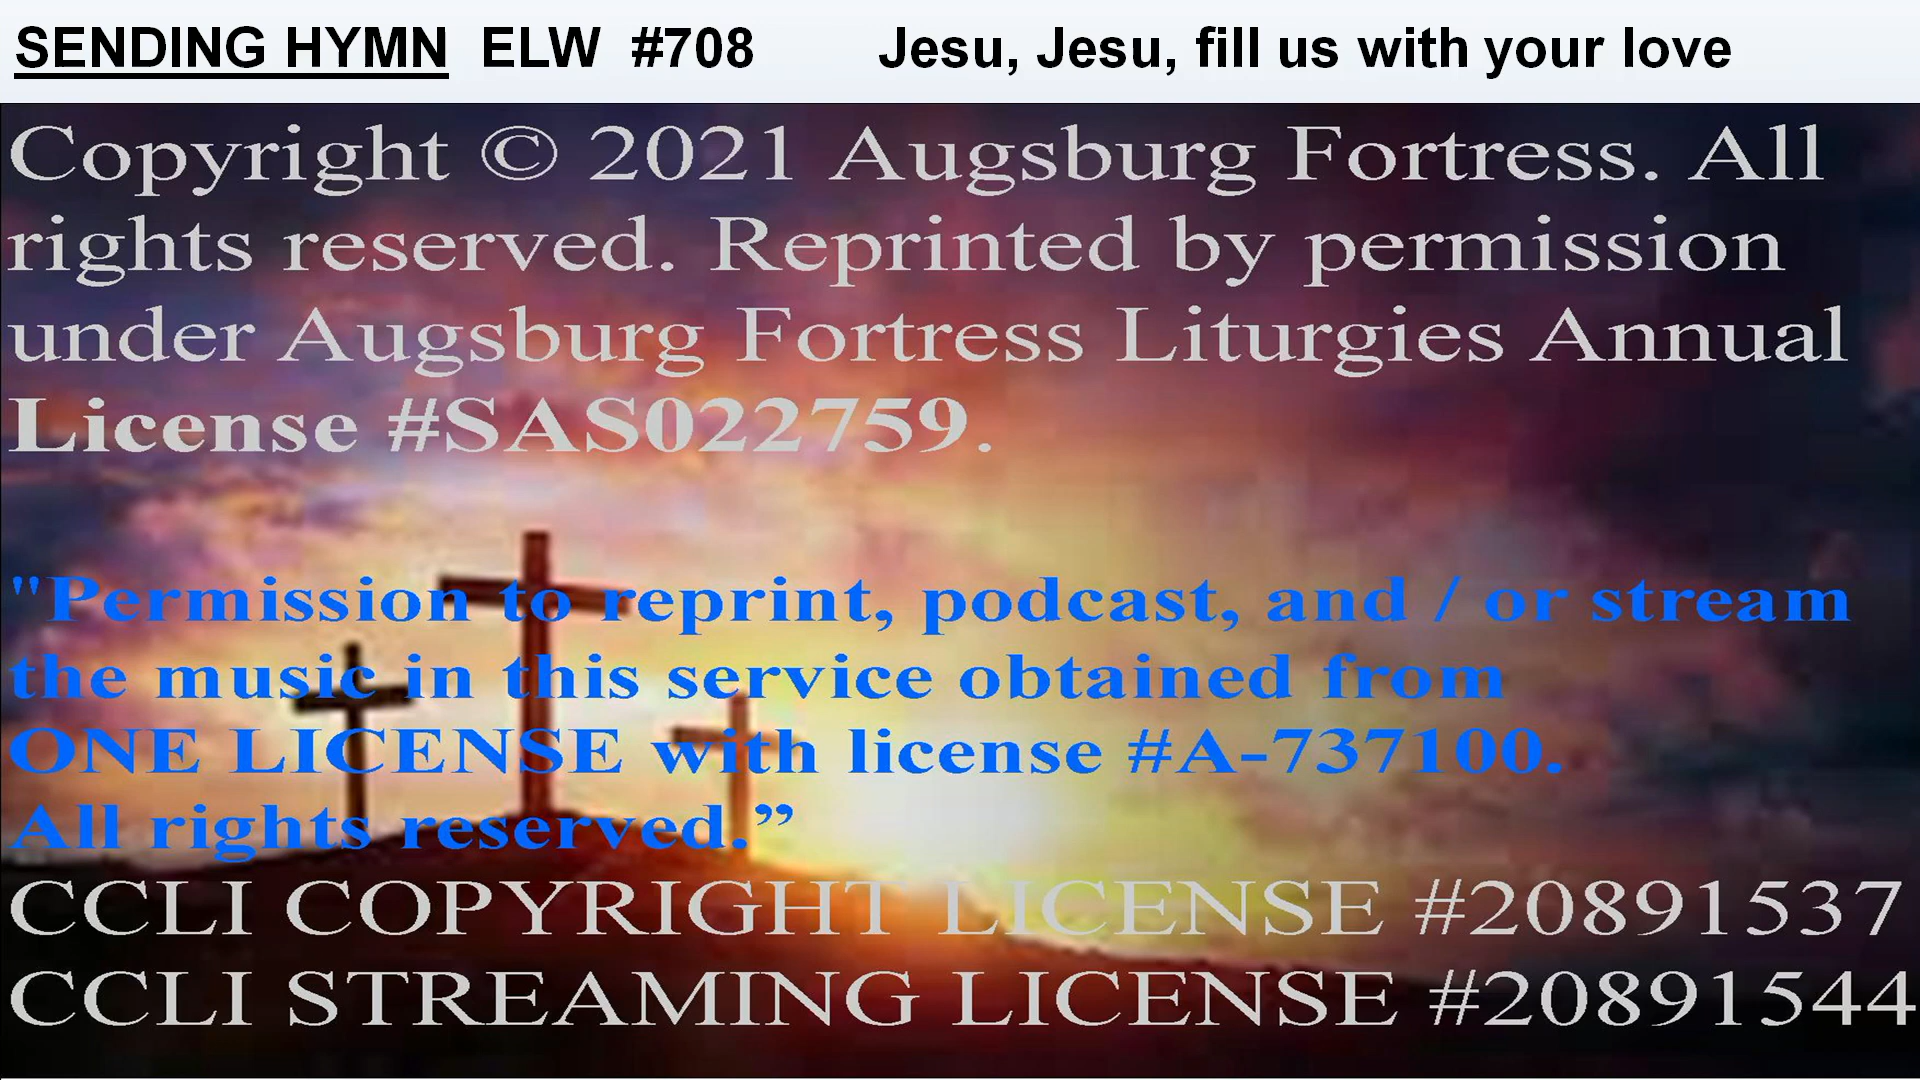 SENDING HYMN ELW #708 Jesu, Jesu, fill us with your love
Copyright © 2021 Augsburg Fortress. All
rights reserved. Reprinted by permission
under Augsburg Fortress Liturgies Annual
License #SAS022759.
"Permission to reprint, podcast, and / or stream
the music in this service obtained from
ONE LICENSE with license #A-737100.
All rights reserved.”
CCLI COPYRIGHT LICENSE #20891537
CCLI STREAMING LICENSE #20891544